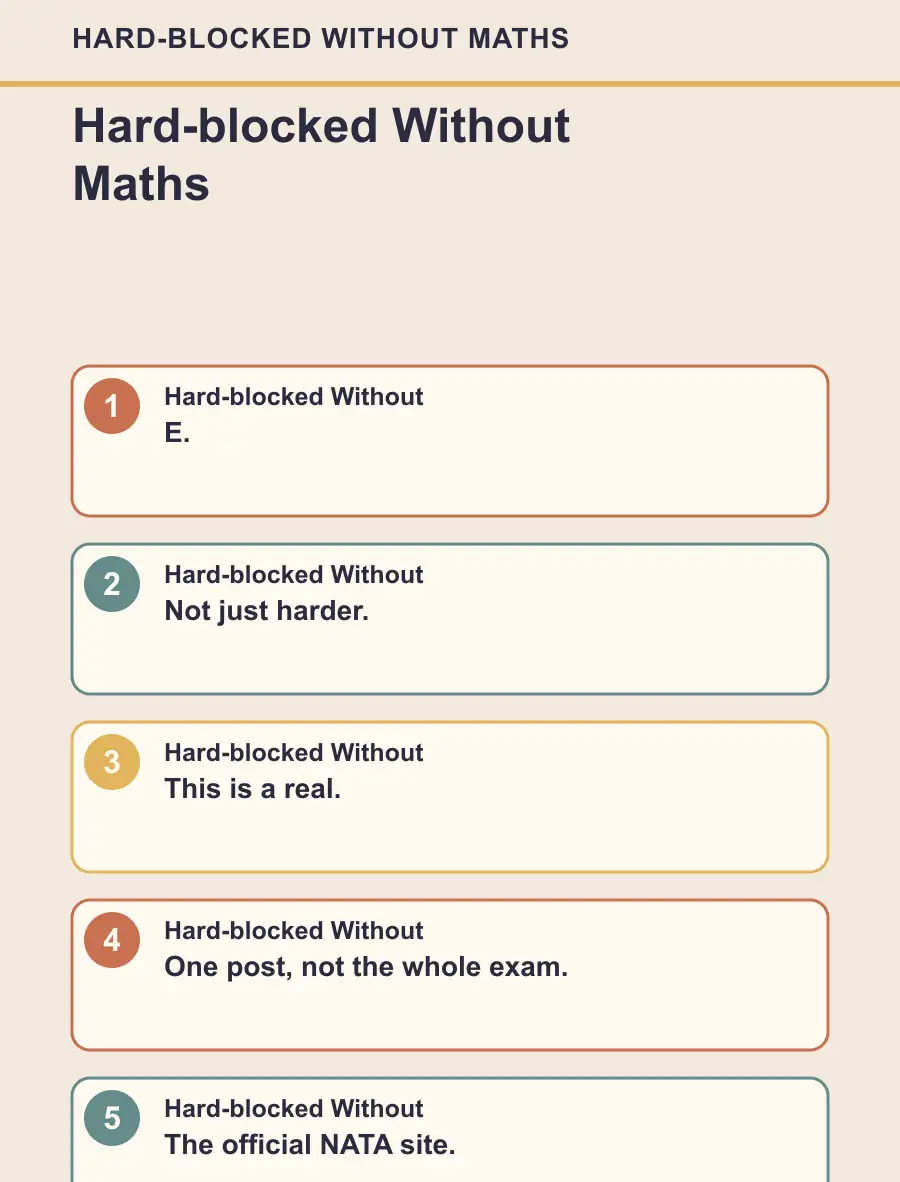 HARD-BLOCKED WITHOUT MATHS
Hard-blocked Without
Maths
1
Hard-blocked Without
E.
2
Hard-blocked Without
Not just harder.
3
Hard-blocked Without
This is a real.
4
Hard-blocked Without
One post, not the whole exam.
5
Hard-blocked Without
The official NATA site.